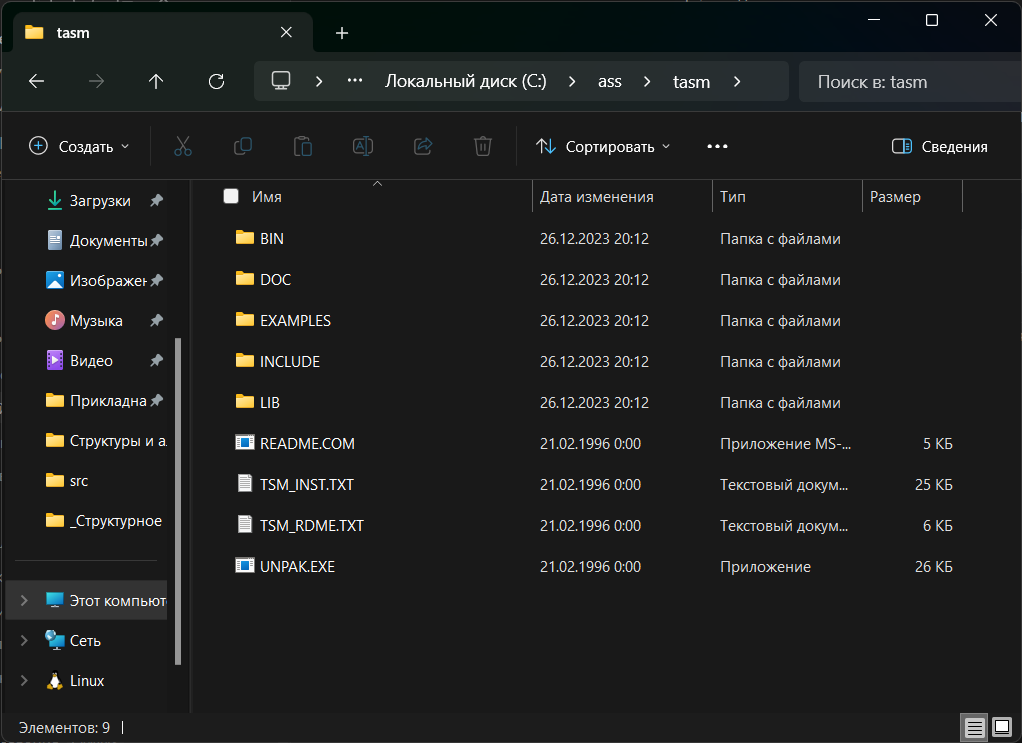 tasm
Локальный диск (C:) ass tasm
Поиск в: tasm
Создать
Сортировать
Сведения
Загрузки
Документы
Изображен
Музыка
Видео
Прикладна
Структуры и а
src
_Структурное
Этот компьют
Сеть
Linux
Имя Дата изменения Тип Размер
BIN 26.12.2023 20:12 Папка с файлами
DOC 26.12.2023 20:12 Папка с файлами
EXAMPLES 26.12.2023 20:12 Папка с файлами
INCLUDE 26.12.2023 20:12 Папка с файлами
LIB 26.12.2023 20:12 Папка с файлами
README.COM 21.02.1996 0:00 Приложение MS-... 5 КБ
TSM_INST.TXT 21.02.1996 0:00 Текстовый докум... 25 КБ
TSM_RDME.TXT 21.02.1996 0:00 Текстовый докум... 6 КБ
UNPAK.EXE 21.02.1996 0:00 Приложение 26 КБ
Элементов: 9